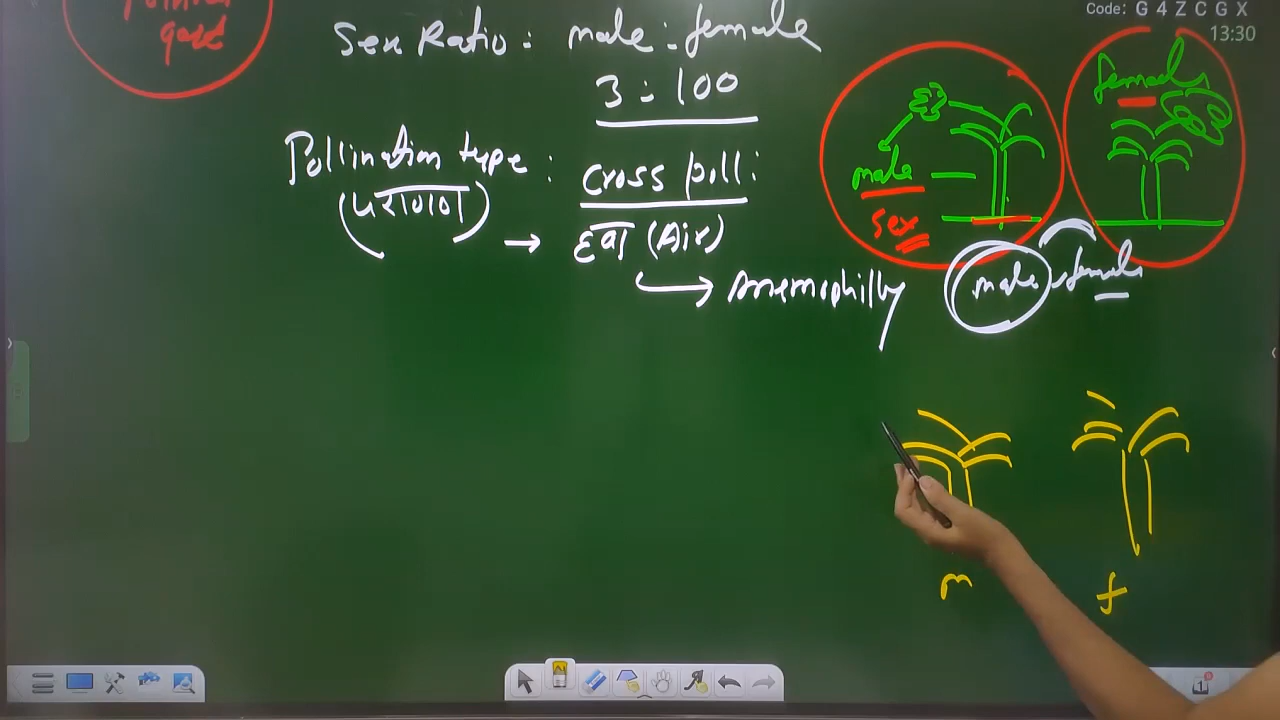 Code: G 4 Z C G X
13:30
Sex Ratio: male : female
3 : 100
Pollination type : cross poll:
(परागण)
→ हवा (Air)
→ Anemophilly
male
sex
female
male female
m
f